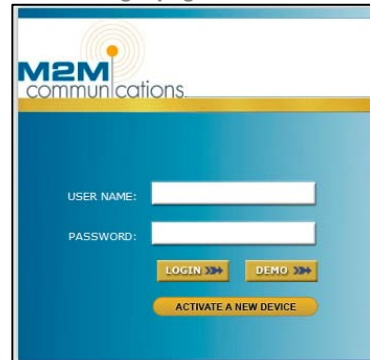 M2M
communications.
USER NAME:
PASSWORD:
LOGIN DEMO
ACTIVATE A NEW DEVICE